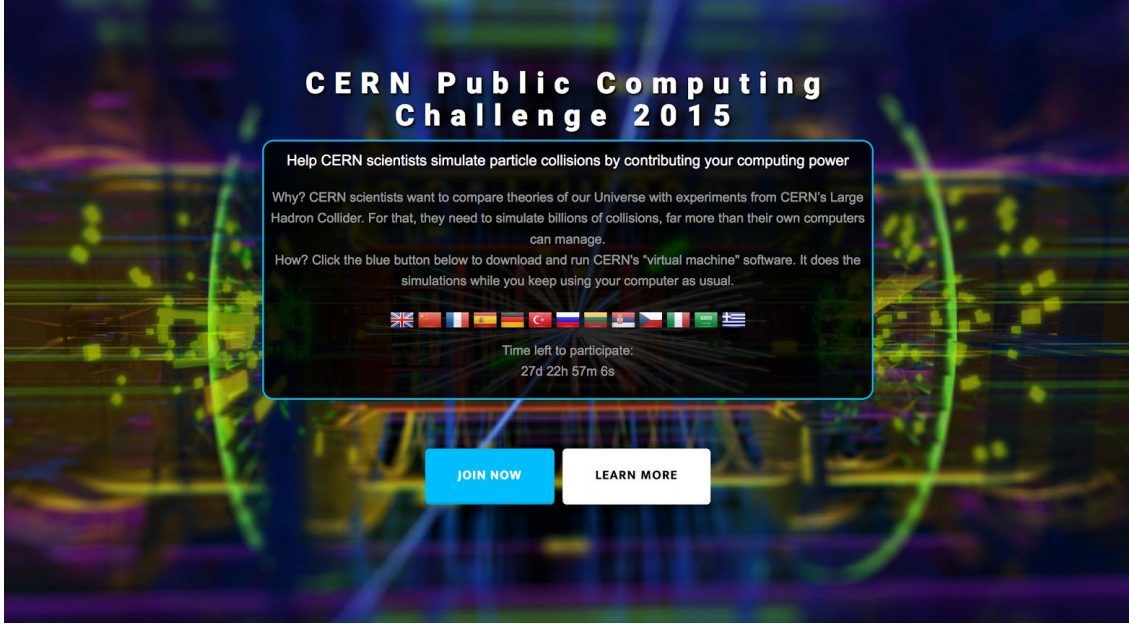 CERN Public Computing
Challenge 2015
Help CERN scientists simulate particle collisions by contributing your computing power
Why? CERN scientists want to compare theories of our Universe with experiments from CERN's Large
Hadron Collider. For that, they need to simulate billions of collisions, far more than their own computers
can manage.
How? Click the blue button below to download and run CERN's "virtual machine" software. It does the
simulations while you keep using your computer as usual.
Time left to participate:
27d 22h 57m 6s
JOIN NOW
LEARN MORE